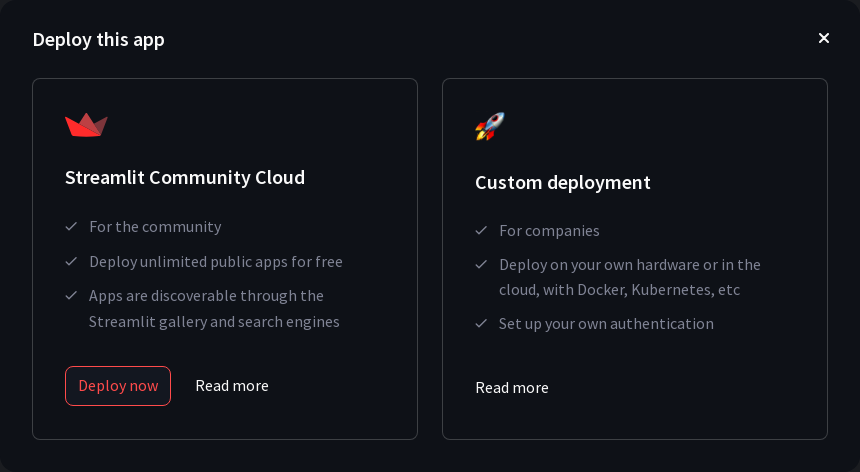 Deploy this app
Streamlit Community Cloud
For the community
Deploy unlimited public apps for free
Apps are discoverable through the
Streamlit gallery and search engines
Deploy now
Read more
Custom deployment
For companies
Deploy on your own hardware or in the
cloud, with Docker, Kubernetes, etc
Set up your own authentication
Read more